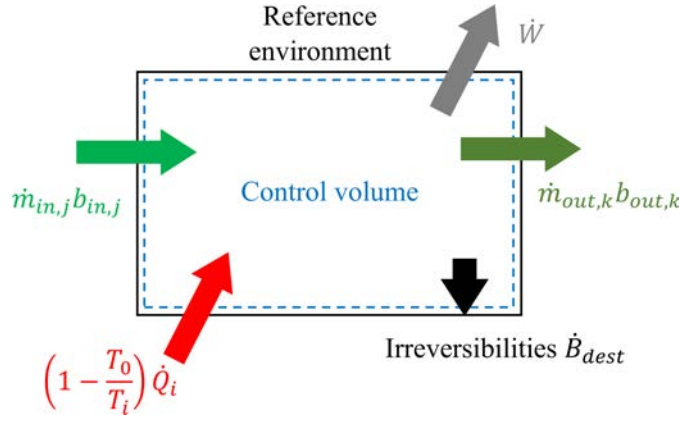 Reference
environment
Ẇ
ṁ_{in,j}b_{in,j}
Control volume
ṁ_{out,k}b_{out,k}
Irreversibilities Ḃ_{dest}
(1 − T_0/T_i) Q̇_i